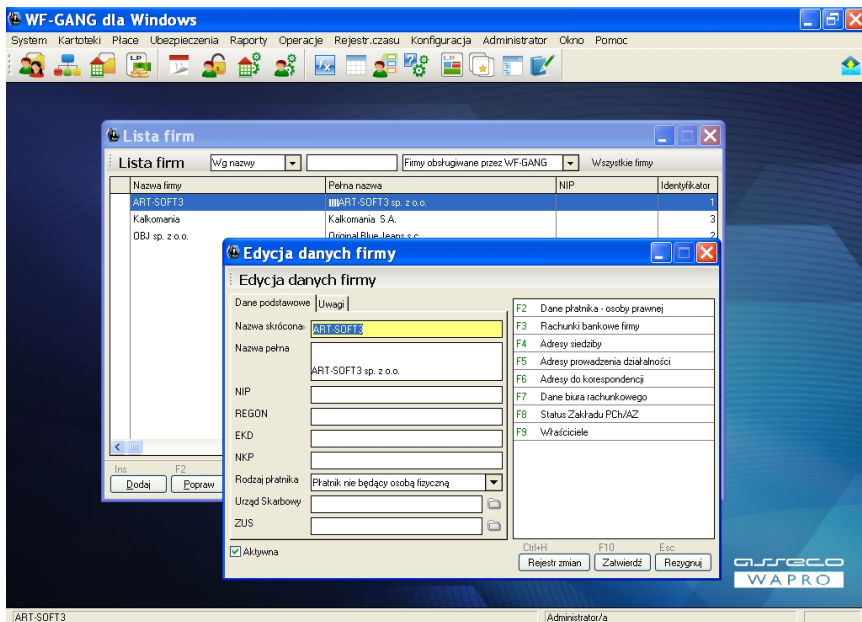 WF-GANG dla Windows
System Kartoteki Płace Ubezpieczenia Raporty Operacje Rejestr.czasu Konfiguracja Administrator Okno Pomoc
LP
LP
Lista firm
Lista firm Wg nazwy Firmy obsługiwane przez WF-GANG Wszystkie firmy
Nazwa firmy Pełna nazwa NIP Identyfikator
ART-SOFT3 ART-SOFT3 sp. z o.o. 1
Kalkomania Kalkomania S.A. 3
OBJ sp. z o.o. Original Blue Jeans s.c. 2
Edycja danych firmy
Edycja danych firmy
Dane podstawowe Uwagi
Nazwa skrócona: ART-SOFT3
Nazwa pełna
ART-SOFT3 sp. z o.o.
NIP
REGON
EKD
NKP
Rodzaj płatnika Płatnik nie będący osobą fizyczną
Urząd Skarbowy
ZUS
Aktywna
F2 Dane płatnika - osoby prawnej
F3 Rachunki bankowe firmy
F4 Adresy siedziby
F5 Adresy prowadzenia działalności
F6 Adresy do korespondencji
F7 Dane biura rachunkowego
F8 Status Zakładu PCh/AZ
F9 Właściciele
Ctrl+H F10 Esc
Rejestr zmian Zatwierdź Rezygnuj
Ins F2
Dodaj Popraw
asseco
WAPRO
ART-SOFT3 Administrator/a